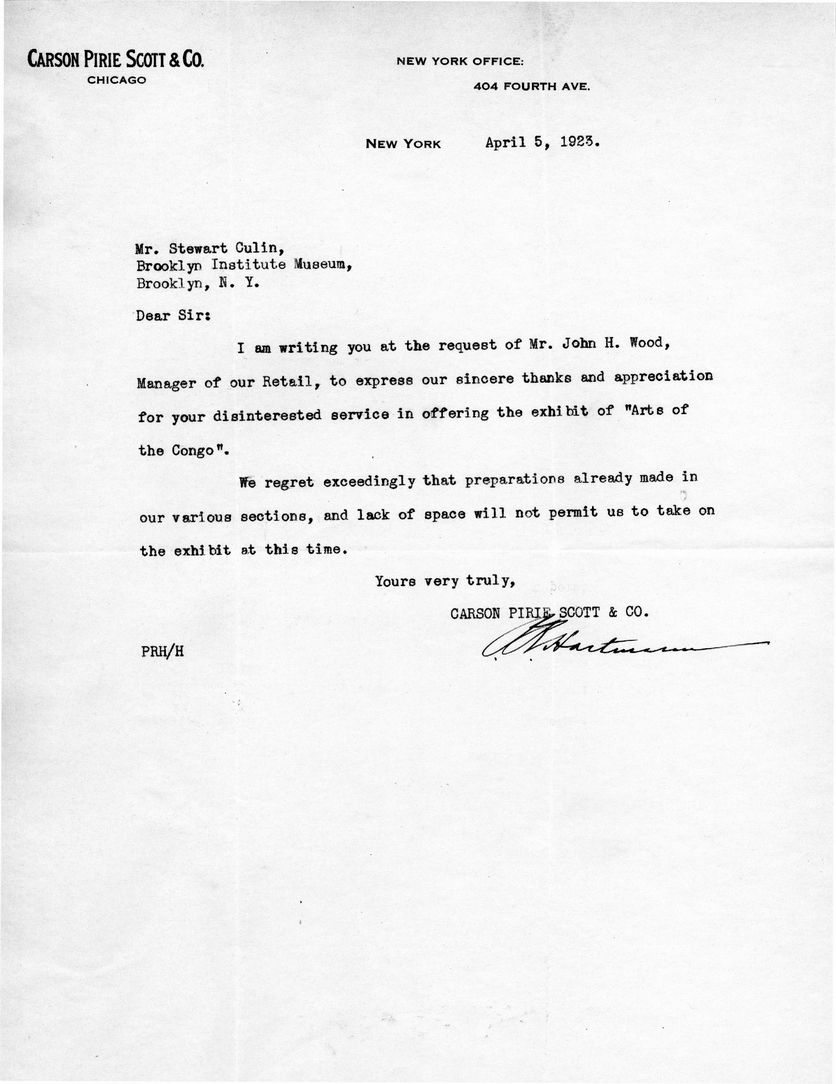 CARSON PIRIE SCOTT & CO.
CHICAGO
NEW YORK OFFICE:
404 FOURTH AVE.
NEW YORK April 5, 1923.
Mr. Stewart Culin,
Brooklyn Institute Museum,
Brooklyn, N. Y.
Dear Sir:
I am writing you at the request of Mr. John H. Wood,
Manager of our Retail, to express our sincere thanks and appreciation
for your disinterested service in offering the exhibit of "Arts of
the Congo".
We regret exceedingly that preparations already made in
our various sections, and lack of space will not permit us to take on
the exhibit at this time.
Yours very truly,
CARSON PIRIE SCOTT & CO.
Hartmann
PRH/H